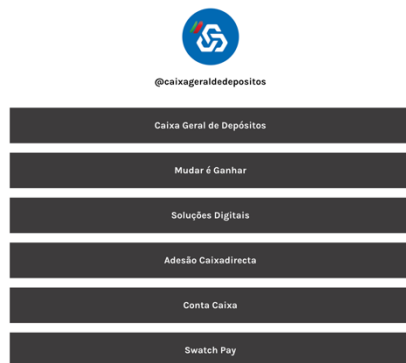 @caixageraldedepositos
Caixa Geral de Depósitos
Mudar é Ganhar
Soluções Digitais
Adesão Caixadirecta
Conta Caixa
Swatch Pay